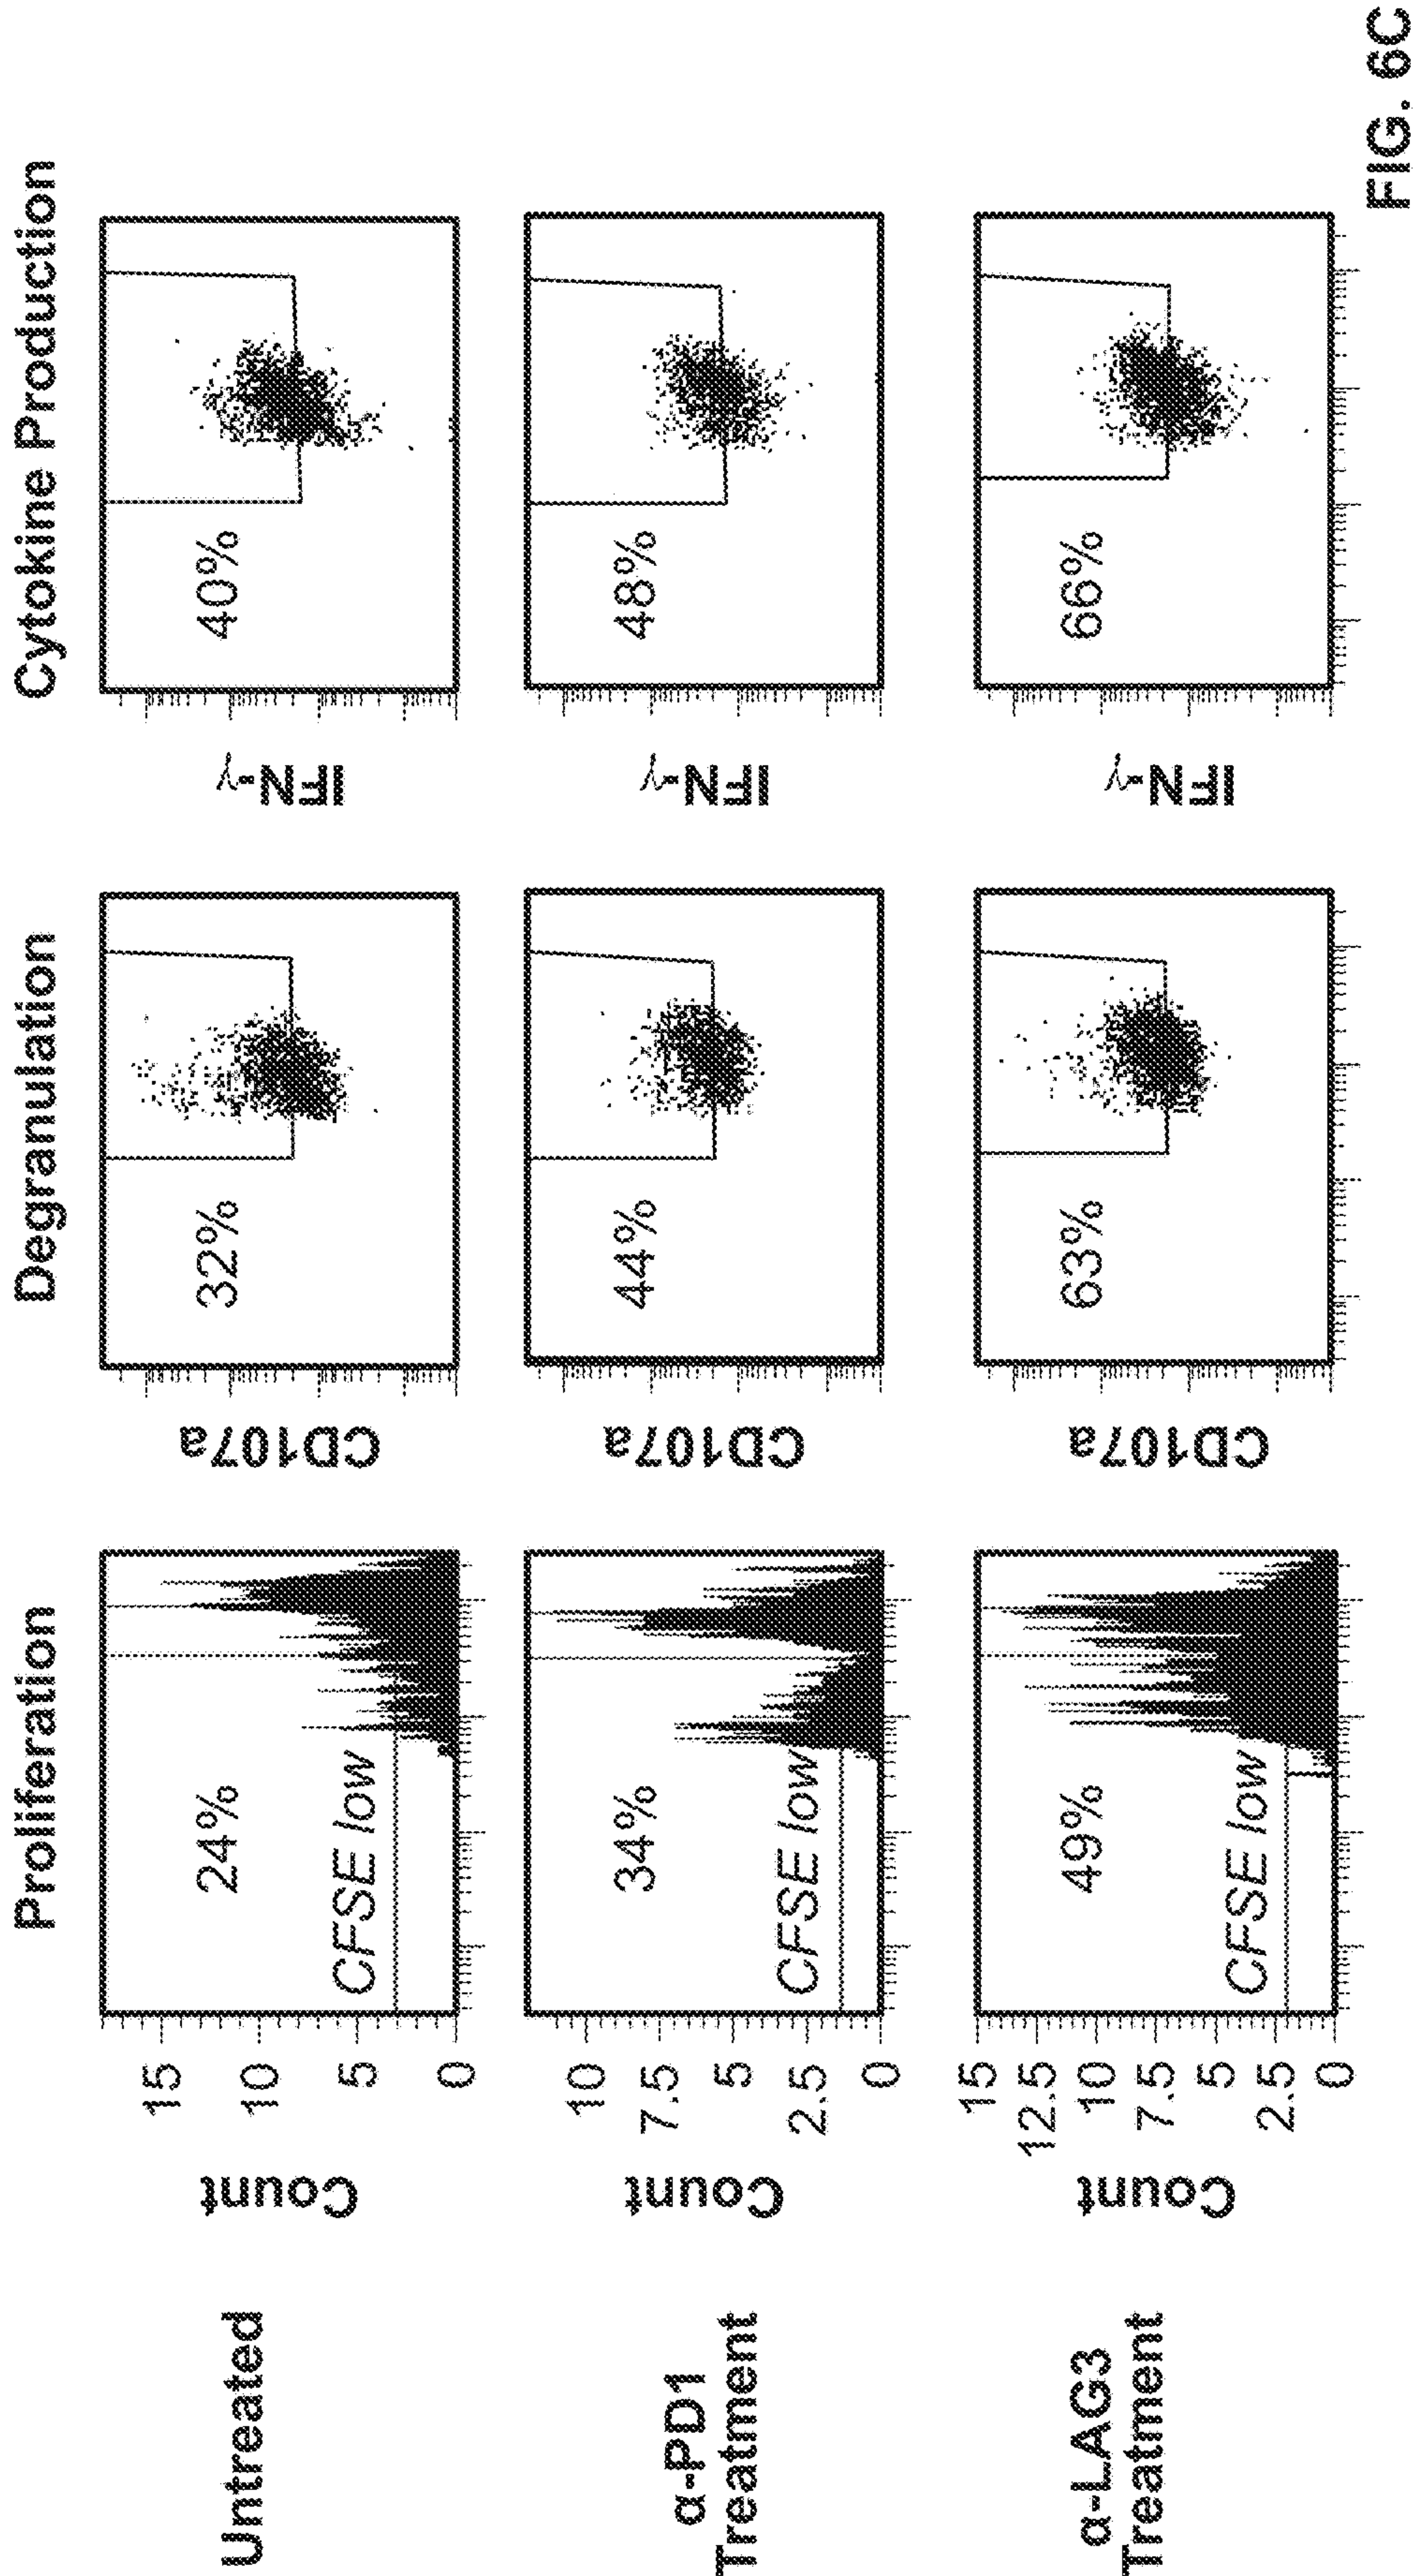 Proliferation
Degranulation
Cytokine Production
Untreated
Count
15
10
5
0
24%
CFSE low
CD107a
32%
IFN-γ
40%
α-PD1
Treatment
Count
10
7.5
5
2.5
0
34%
CFSE low
CD107a
44%
IFN-γ
48%
α-LAG3
Treatment
Count
15
12.5
10
7.5
5
2.5
0
49%
CFSE low
CD107a
63%
IFN-γ
66%
FIG. 6C